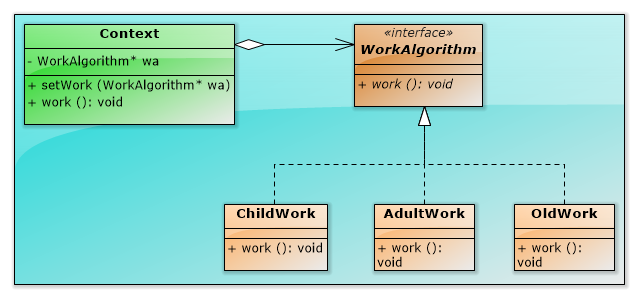 Context
- WorkAlgorithm* wa
+ setWork (WorkAlgorithm* wa)
+ work (): void
«interface»
WorkAlgorithm
+ work (): void
ChildWork
+ work (): void
AdultWork
+ work ():
void
OldWork
+ work ():
void